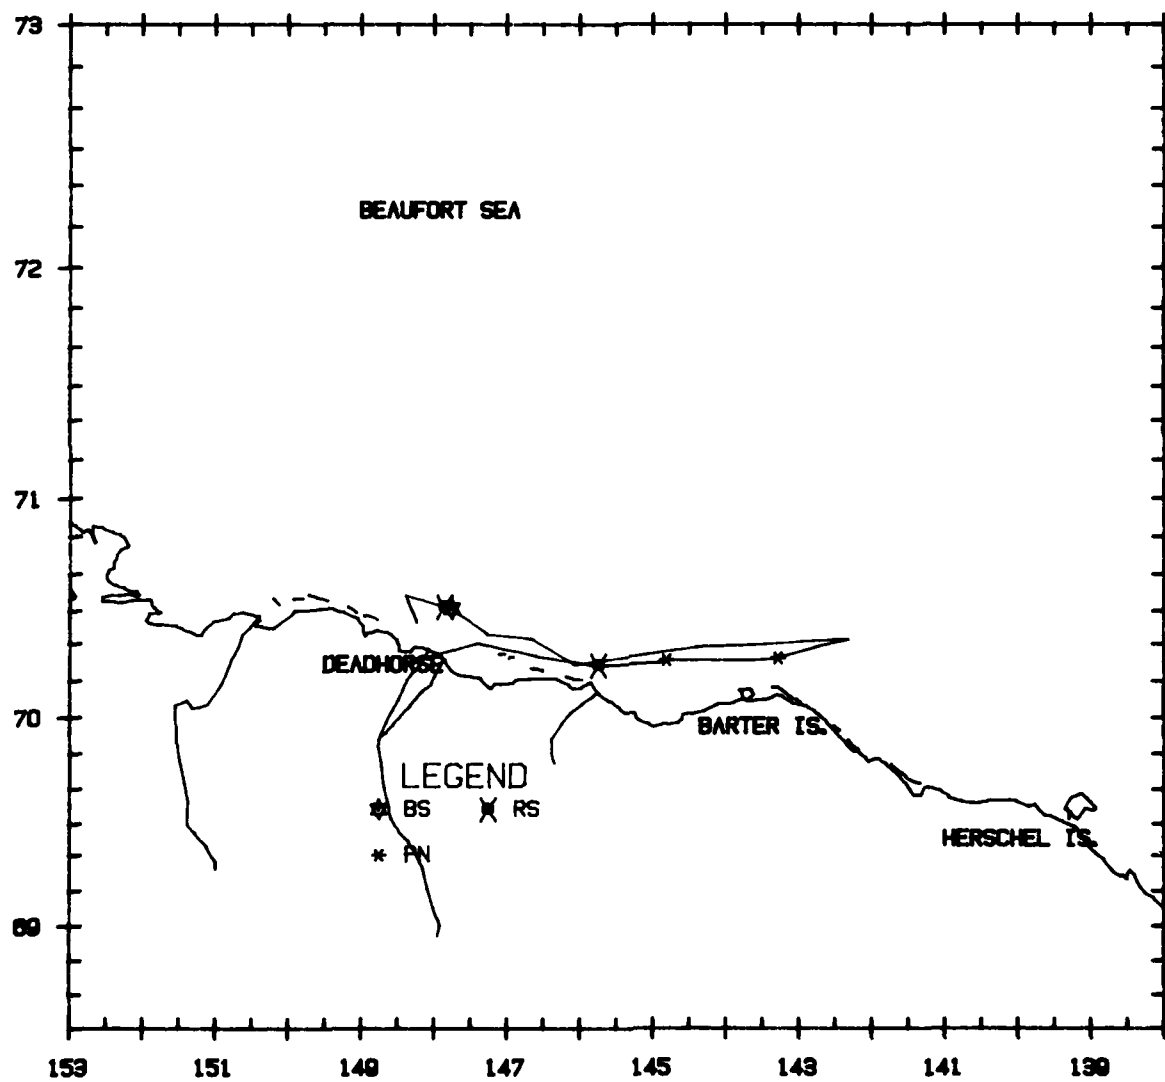 73
BEAUFORT SEA
72
71
DEADHORSE
70
BARTER IS.
LEGEND
BS RS
PN
HERSCHEL IS.
69
153 151 149 147 145 143 141 139